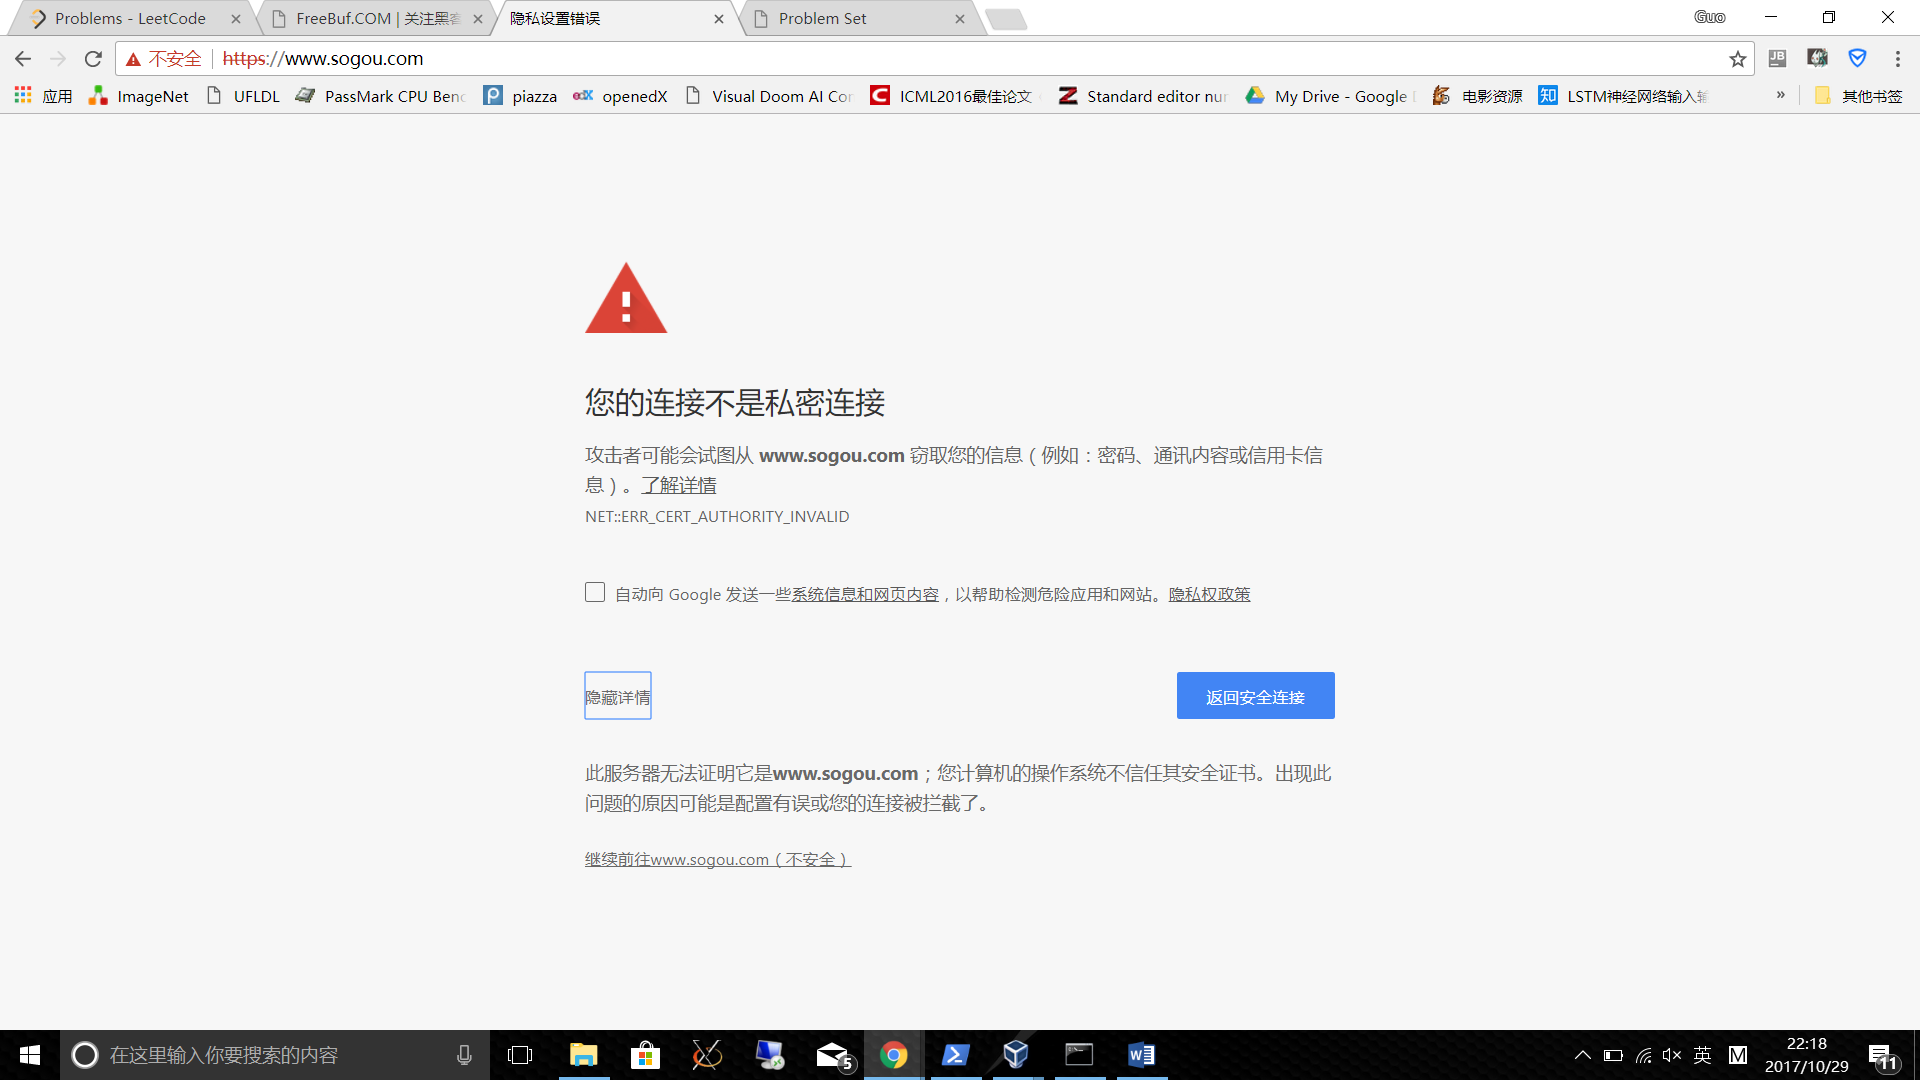 Problems - LeetCode
FreeBuf.COM | 关注黑客
隐私设置错误
Problem Set
Guo
不安全 https://www.sogou.com
JB
应用 ImageNet UFLDL PassMark CPU Benc piazza edX openedX Visual Doom AI Cor ICML2016最佳论文 Standard editor nur My Drive - Google 电影资源 知 LSTM神经网络输入输 » 其他书签
您的连接不是私密连接
攻击者可能会试图从 www.sogou.com 窃取您的信息（例如：密码、通讯内容或信用卡信
息）。了解详情
NET::ERR_CERT_AUTHORITY_INVALID
自动向 Google 发送一些系统信息和网页内容，以帮助检测危险应用和网站。隐私权政策
隐藏详情
返回安全连接
此服务器无法证明它是www.sogou.com；您计算机的操作系统不信任其安全证书。出现此
问题的原因可能是配置有误或您的连接被拦截了。
继续前往www.sogou.com（不安全）
在这里输入你要搜索的内容
5
英 M
22:18
2017/10/29
11